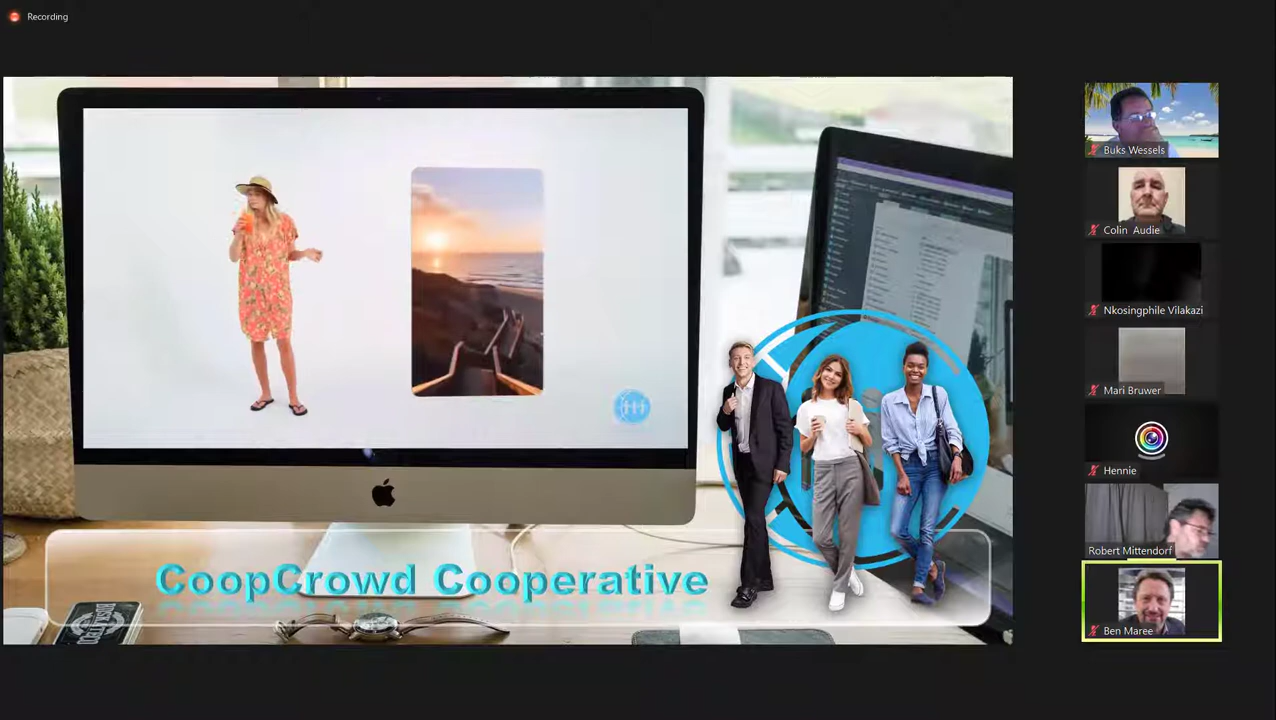 Recording
Buks Wessels
Colin Audie
Nkosingphile Vilakazi
Mari Bruwer
Hennie
Robert Mittendorf
Ben Maree
CoopCrowd Cooperative